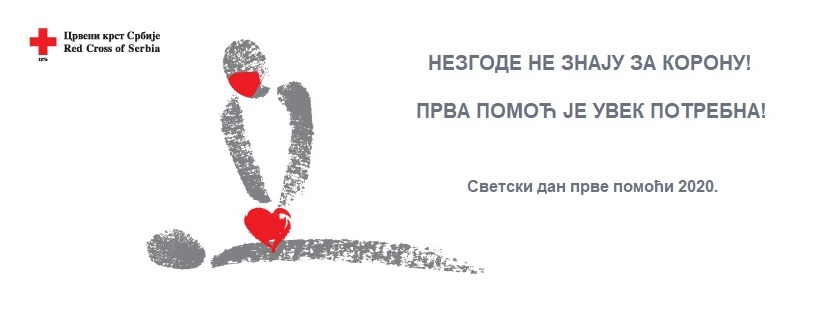 Црвени крст Србије
Red Cross of Serbia
1876
НЕЗГОДЕ НЕ ЗНАЈУ ЗА КОРОНУ!
ПРВА ПОМОЋ ЈЕ УВЕК ПОТРЕБНА!
Светски дан прве помоћи 2020.